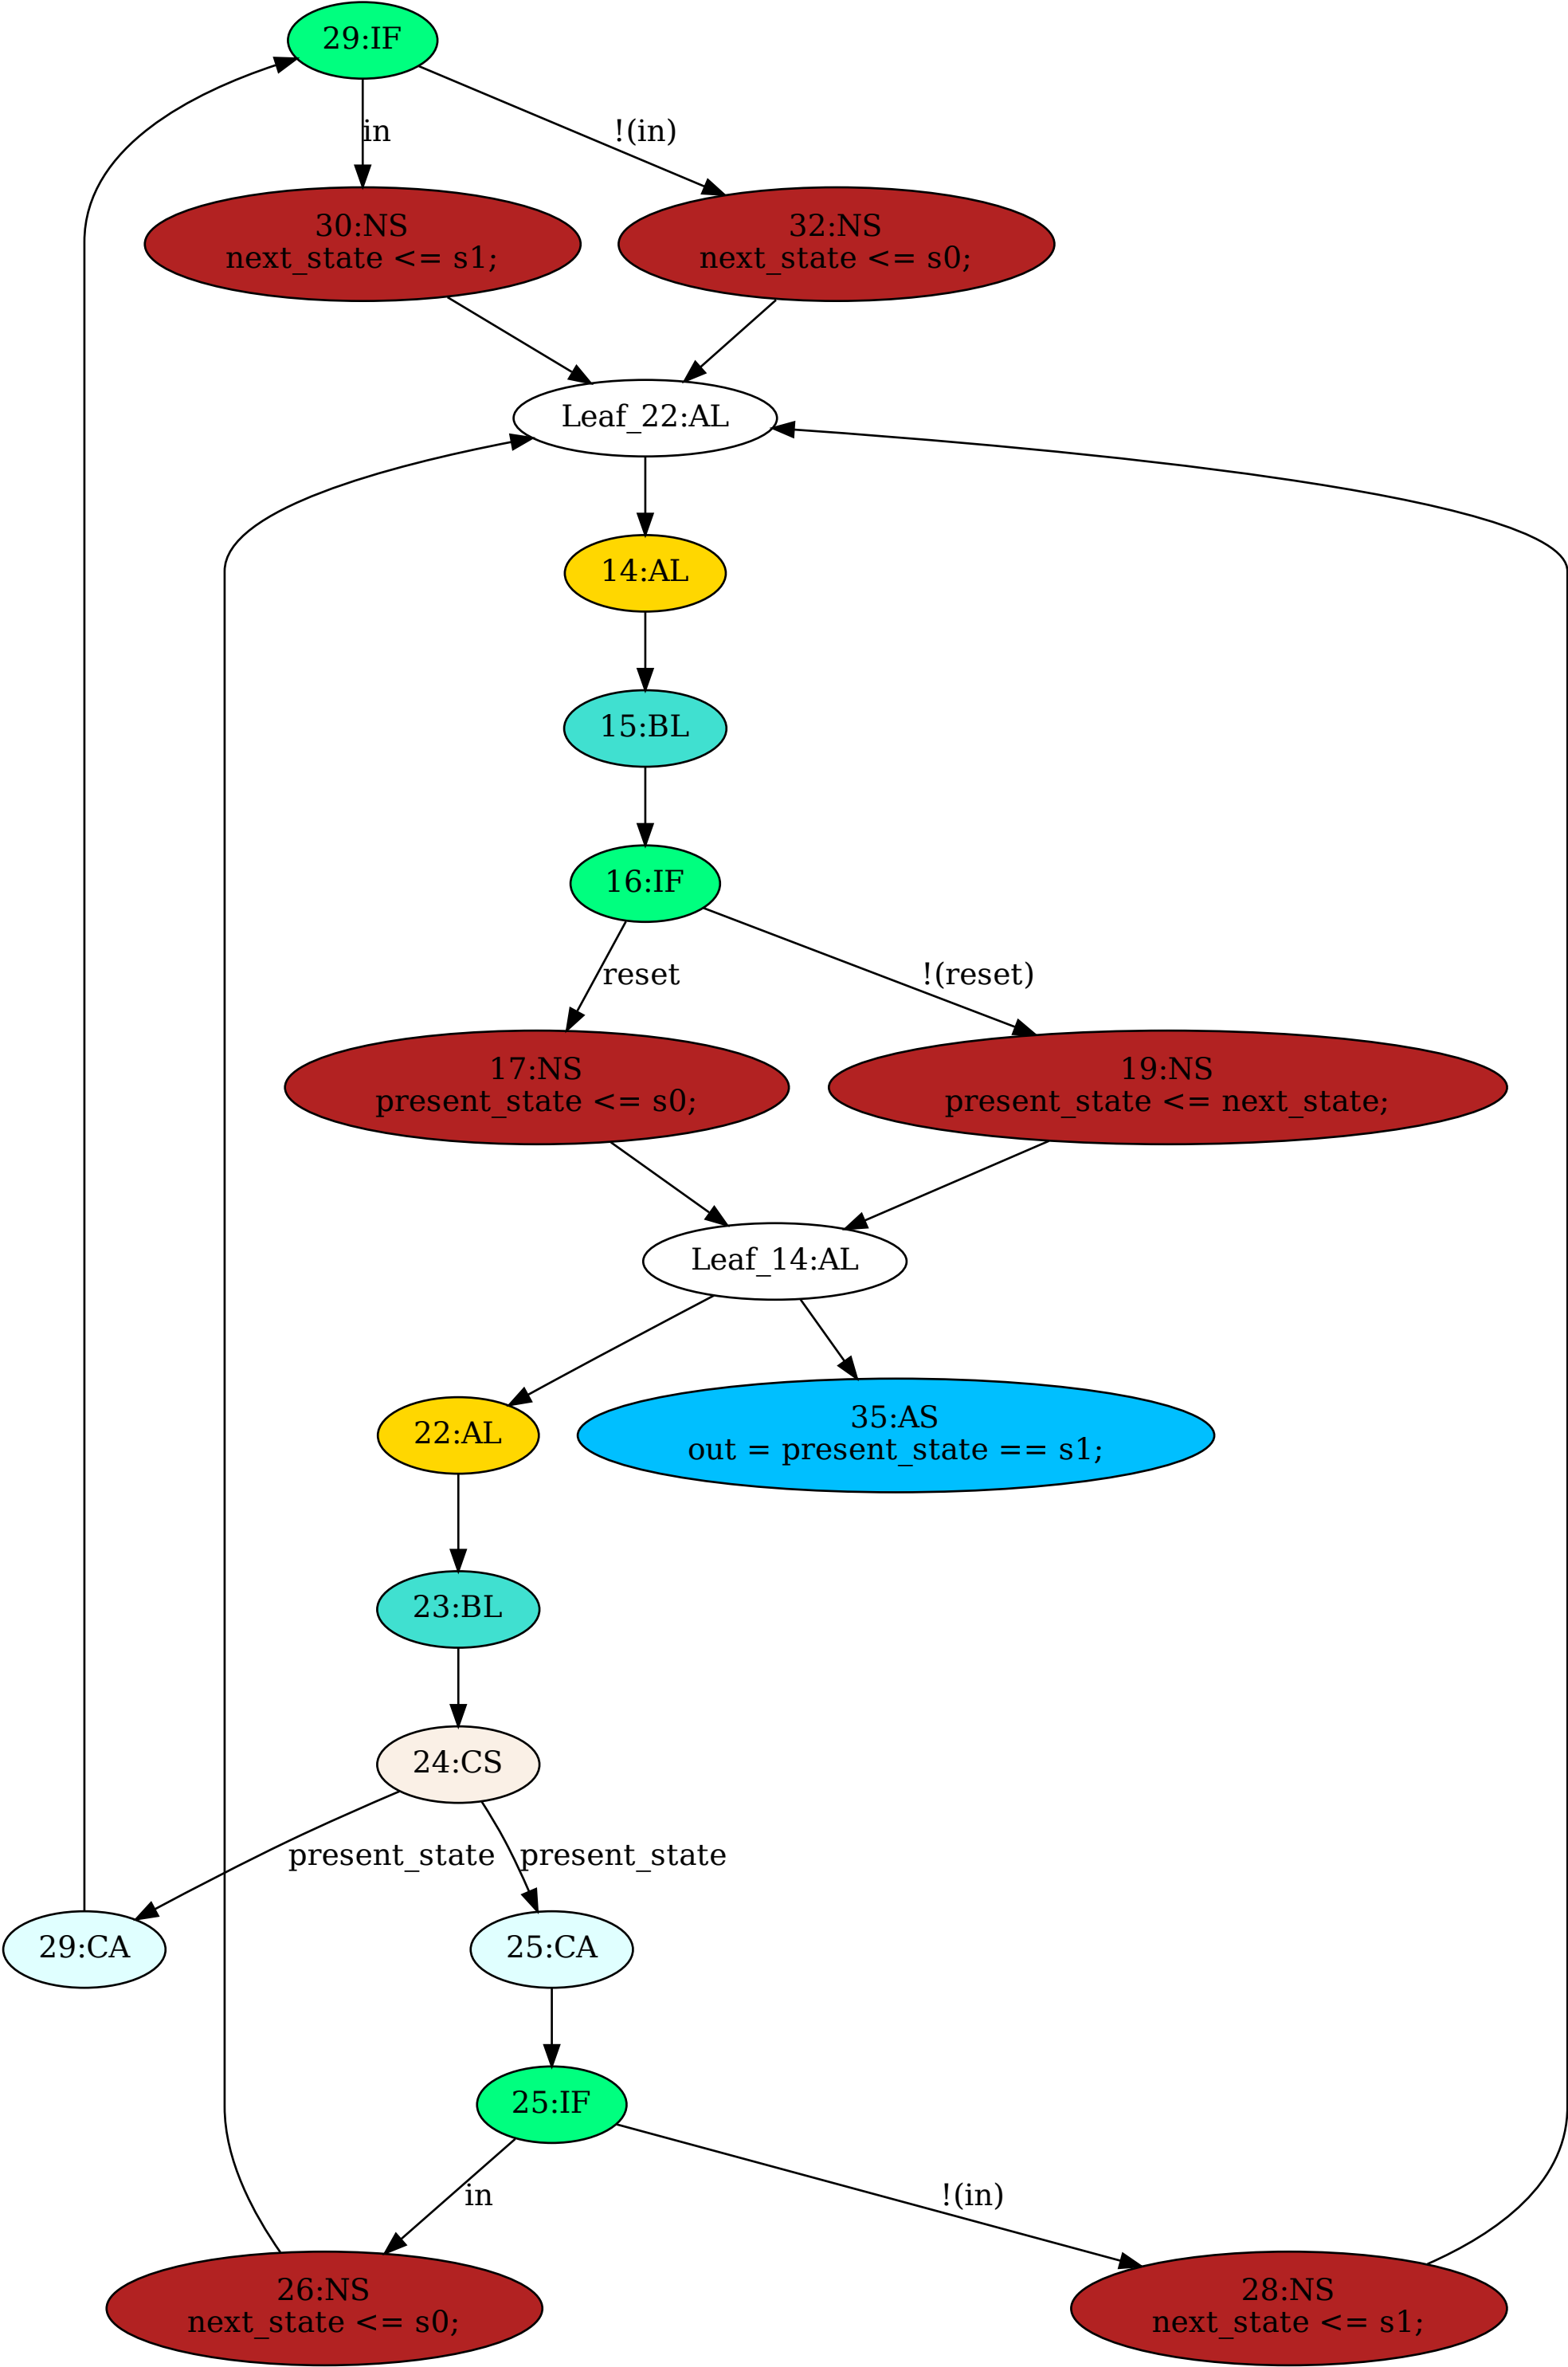 29:IF
in
!(in)
30:NS
next_state <= s1;
32:NS
next_state <= s0;
Leaf_22:AL
14:AL
15:BL
16:IF
reset
!(reset)
17:NS
present_state <= s0;
19:NS
present_state <= next_state;
Leaf_14:AL
22:AL
35:AS
out = present_state == s1;
23:BL
24:CS
present_state
present_state
29:CA
25:CA
25:IF
in
!(in)
26:NS
next_state <= s0;
28:NS
next_state <= s1;